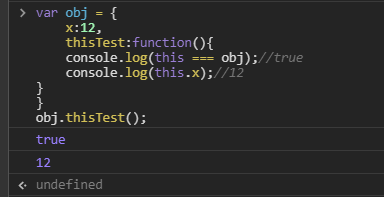 > var obj = {
x:12,
thisTest:function(){
console.log(this === obj);//true
console.log(this.x);//12
}
}
obj.thisTest();
true
12
undefined